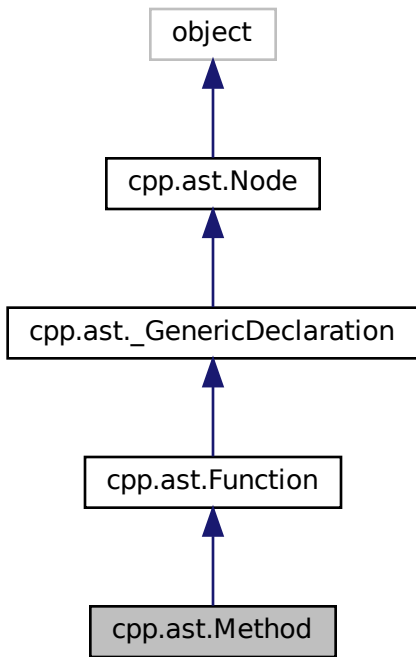 object
cpp.ast.Node
cpp.ast._GenericDeclaration
cpp.ast.Function
cpp.ast.Method